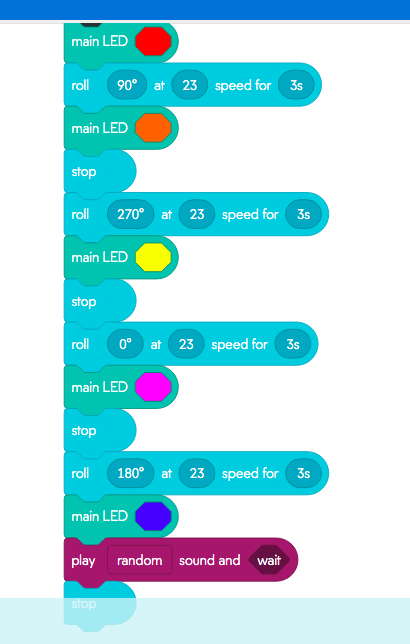 main LED
roll 90° at 23 speed for 3s
main LED
stop
roll 270° at 23 speed for 3s
main LED
stop
roll 0° at 23 speed for 3s
main LED
stop
roll 180° at 23 speed for 3s
main LED
play random sound and wait
stop